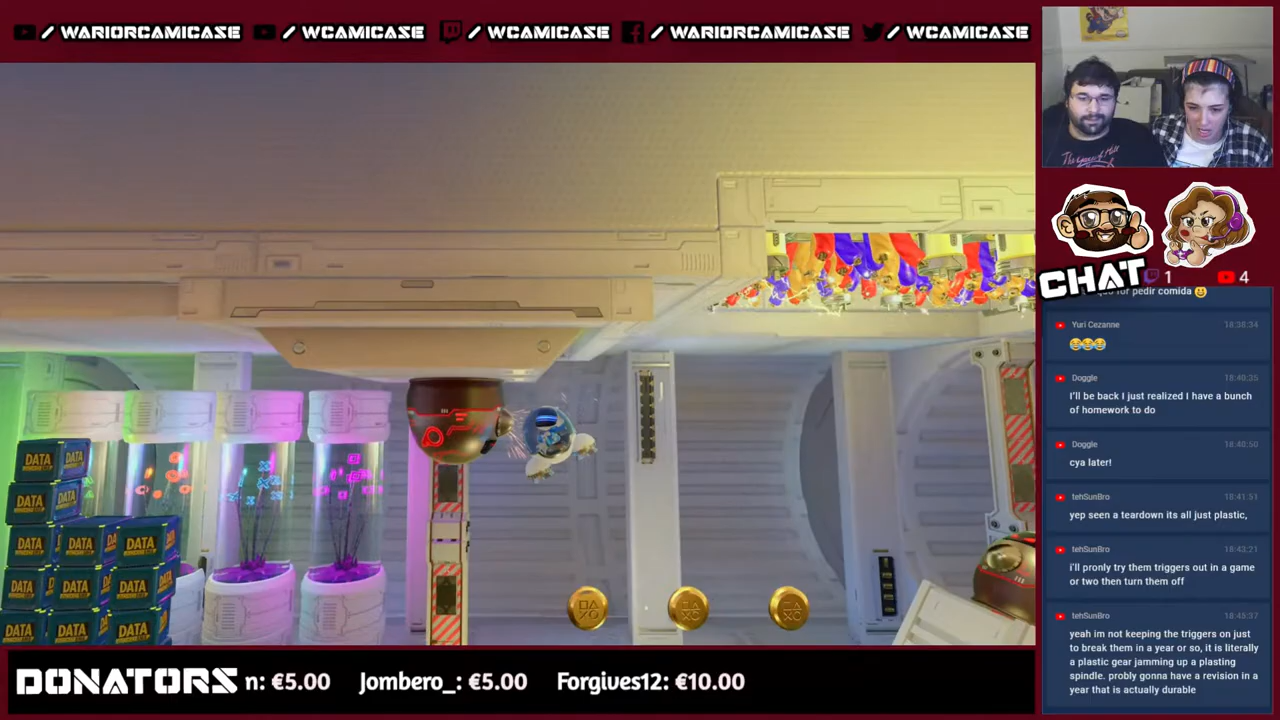 / WARIORCAMICASE / WCAMICASE / WCAMICASE / WARIORCAMICASE / WCAMICASE
CHAT 1 4
for pedir comida
Yuri Cezanne 18:38:34
😂😂😂
Doggle 18:40:35
I'll be back I just realized I have a bunch
of homework to do
Doggle 18:40:50
cya later!
tehSunBro 18:41:51
yep seen a teardown its all just plastic,
tehSunBro 18:43:21
i'll pronly try them triggers out in a game
or two then turn them off
tehSunBro 18:45:37
yeah im not keeping the triggers on just
to break them in a year or so, it is literally
a plastic gear jamming up a plasting
spindle. probly gonna have a revision in a
year that is actually durable
DATA DATA
DATA DATA
DATA DATA DATA
DATA DATA DATA
DATA DATA DATA
DONATORS n: €5.00 Jombero_: €5.00 Forgives12: €10.00